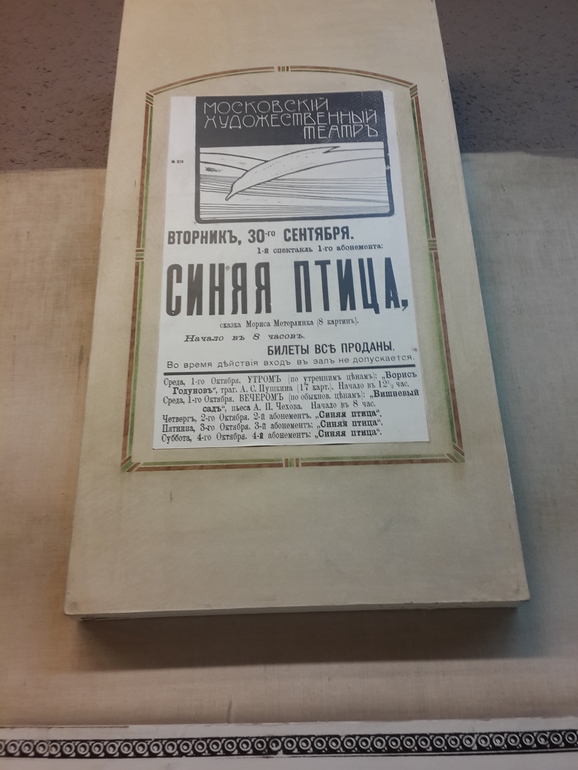 МОСКОВСКІЙ
ХУДОЖЕСТВЕННЫЙ
ТЕАТРЪ
ВТОРНИКЪ, 30-го СЕНТЯБРЯ.
1-й спектакль 1-го абонемента:
СИНЯЯ ПТИЦА,
сказка Мориса Метерлинка (8 картинъ).
Начало въ 8 часовъ.
БИЛЕТЫ ВСѢ ПРОДАНЫ.
Во время дѣйствія входъ въ залъ не допускается.
Среда, 1-го Октября. УТРОМЪ (по утреннимъ цѣнамъ): „Борисъ
Годуновъ“, траг. А. С. Пушкина (17 карт.). Начало въ 12½ час.
Среда, 1-го Октября. ВЕЧЕРОМЪ (по обыкнов. цѣнамъ): „Вишневый
садъ“, пьеса А. П. Чехова. Начало въ 8 час.
Четвергъ, 2-го Октября. 2-й абонемент. „Синяя птица“.
Пятница, 3-го Октября. 3-й абонементъ: „Синяя птица“.
Суббота, 4-го Октября. 4-й абонементъ: „Синяя птица“.